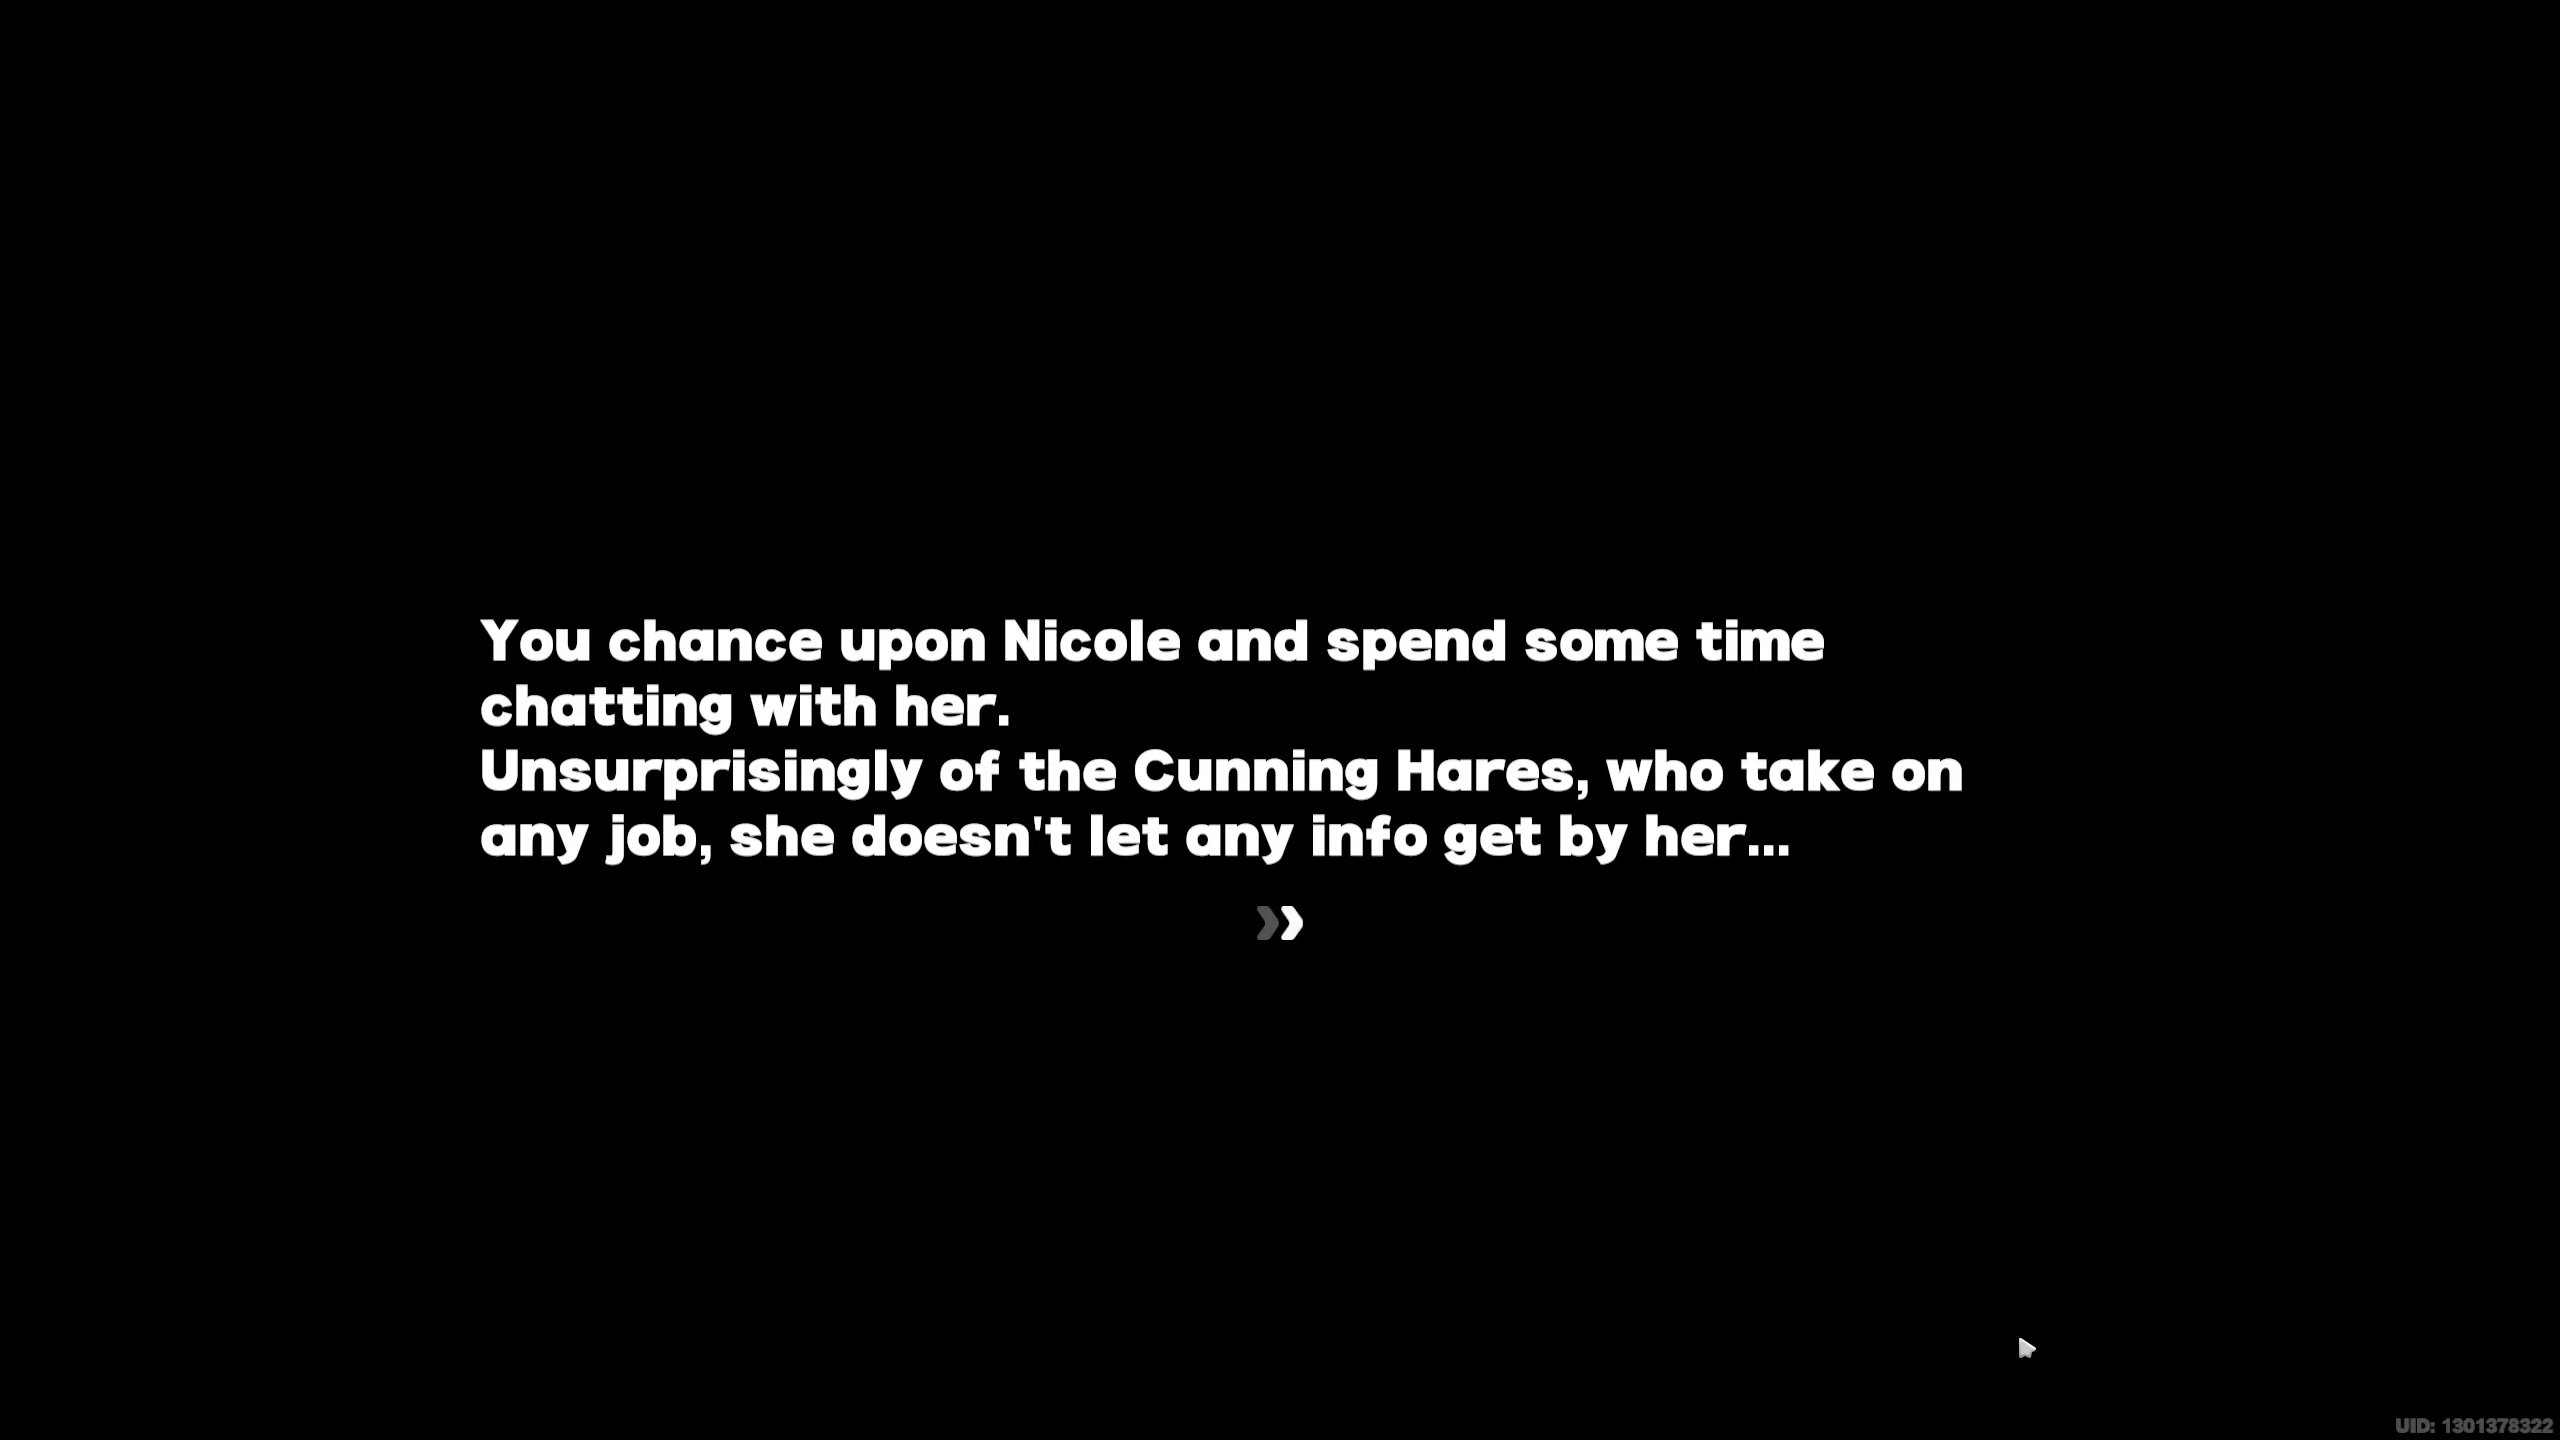 You chance upon Nicole and spend some time
chatting with her.
Unsurprisingly of the Cunning Hares, who take on
any job, she doesn't let any info get by her...
UID: 1301378322